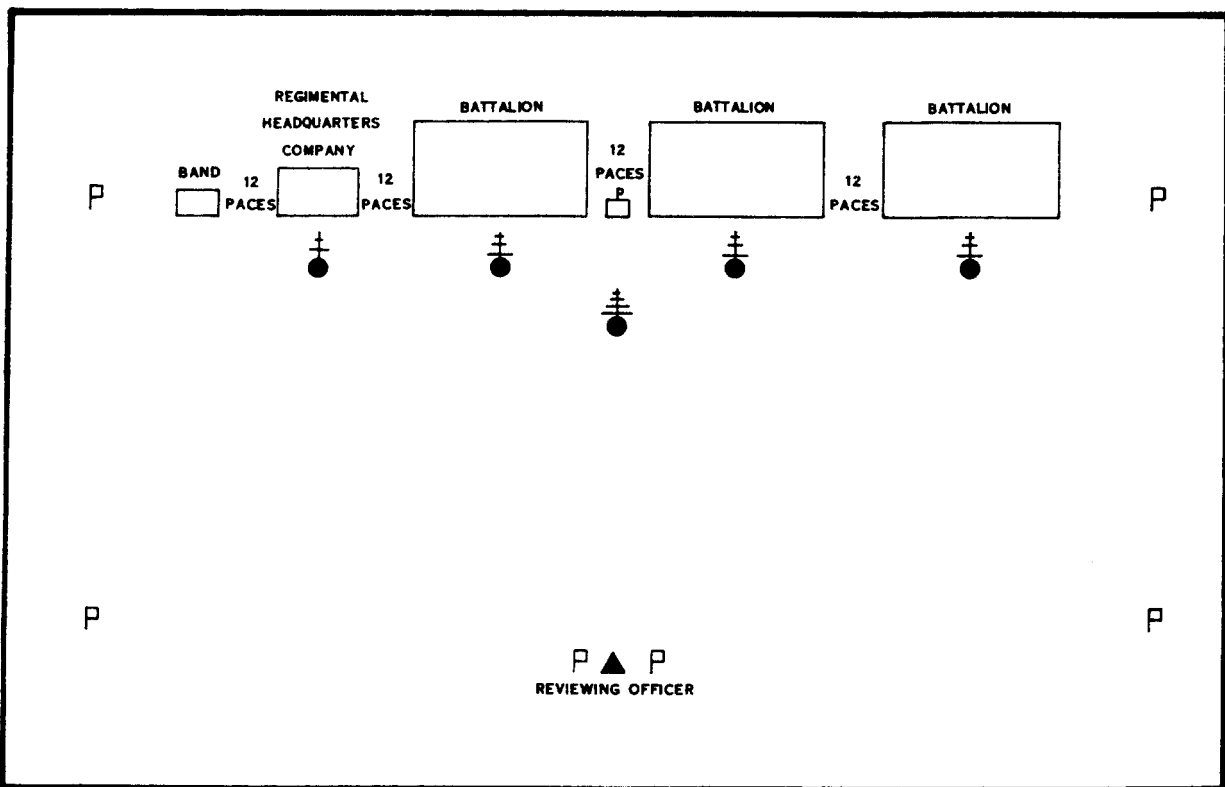 REGIMENTAL
HEADQUARTERS
COMPANY
BATTALION
BATTALION
BATTALION
BAND
12
PACES
12
PACES
12
PACES
12
PACES
REVIEWING OFFICER